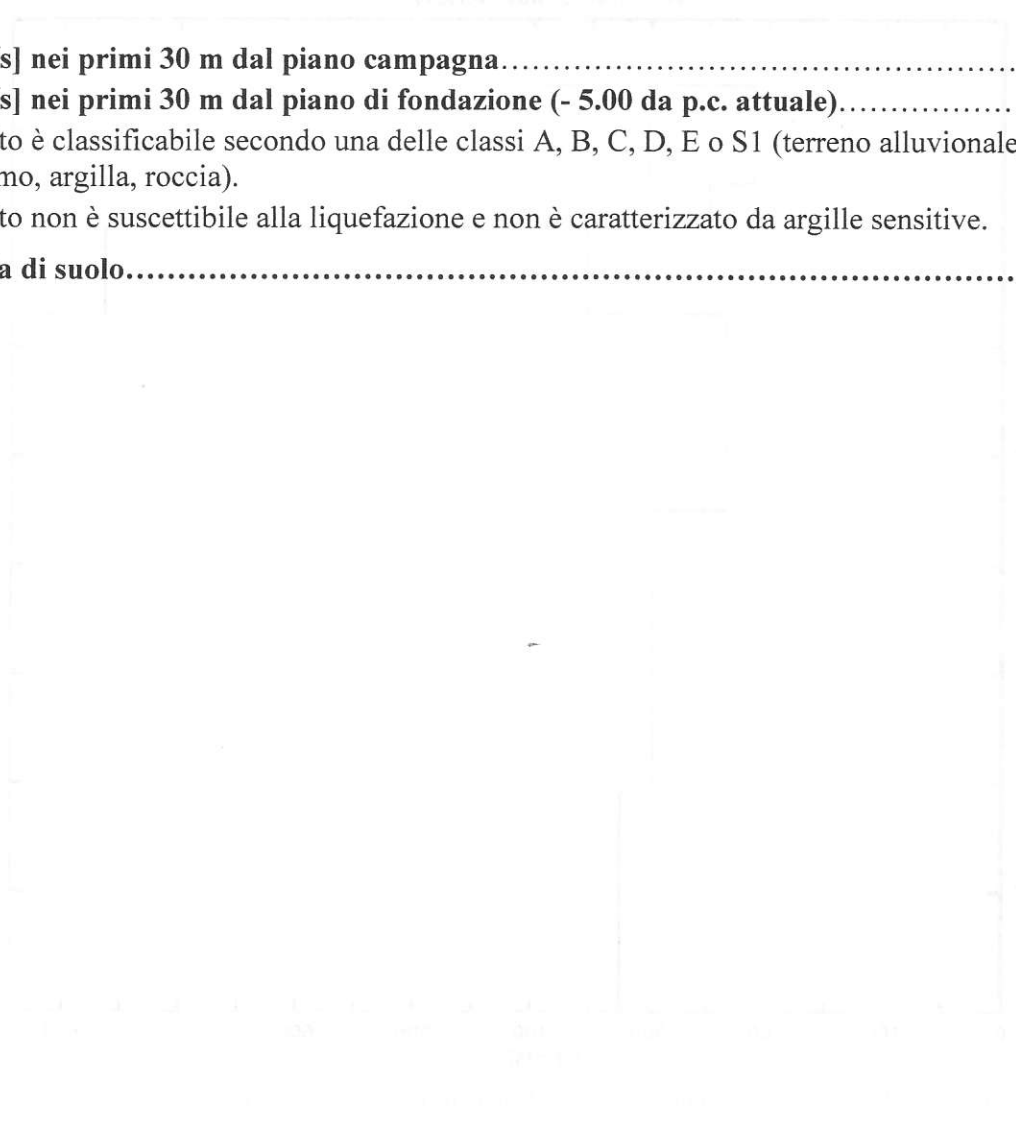 s] nei primi 30 m dal piano campagna......................................................
s] nei primi 30 m dal piano di fondazione (- 5.00 da p.c. attuale).................
to è classificabile secondo una delle classi A, B, C, D, E o S1 (terreno alluvionale
mo, argilla, roccia).
to non è suscettibile alla liquefazione e non è caratterizzato da argille sensitive.
a di suolo..........................................................................................